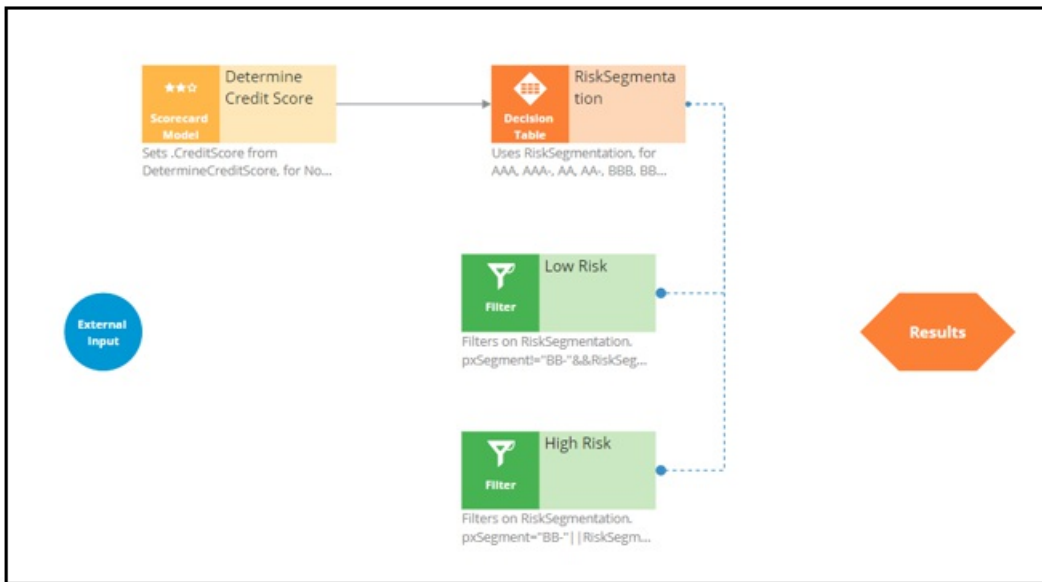 Determine
Credit Score
Scorecard
Model
Sets .CreditScore from
DetermineCreditScore, for No...
RiskSegmenta
tion
Decision
Table
Uses RiskSegmentation, for
AAA, AAA-, AA, AA-, BBB, BB...
Low Risk
Filter
Filters on RiskSegmentation.
pxSegment!="BB-"&&RiskSeg...
External
Input
Results
High Risk
Filter
Filters on RiskSegmentation.
pxSegment="BB-"||RiskSegm...